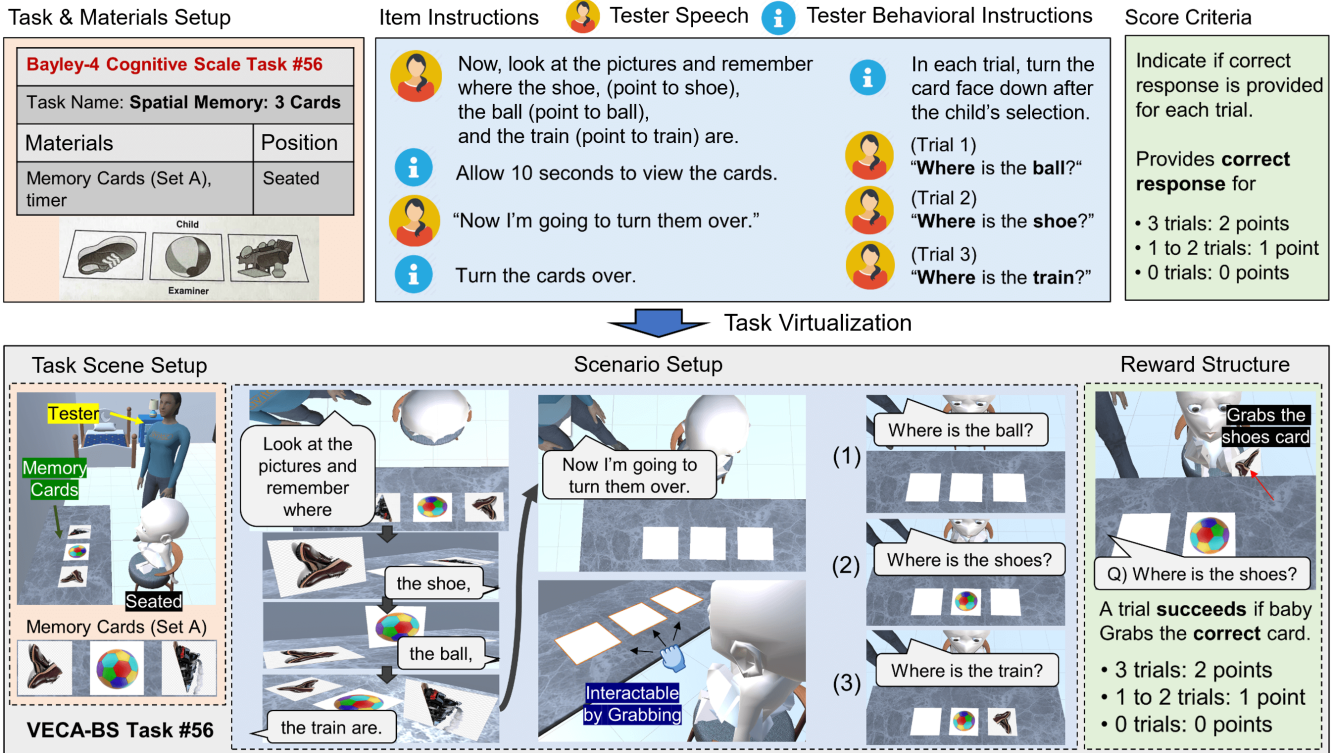 Task & Materials Setup
Item Instructions
Tester Speech
Tester Behavioral Instructions
Score Criteria
Bayley-4 Cognitive Scale Task #56
Task Name: Spatial Memory: 3 Cards
Materials
Position
Memory Cards (Set A),
timer
Seated
Child
Examiner
Now, look at the pictures and remember
where the shoe, (point to shoe),
the ball (point to ball),
and the train (point to train) are.
Allow 10 seconds to view the cards.
“Now I’m going to turn them over.”
Turn the cards over.
In each trial, turn the
card face down after
the child’s selection.
(Trial 1)
“Where is the ball?“
(Trial 2)
“Where is the shoe?”
(Trial 3)
“Where is the train?”
Indicate if correct
response is provided
for each trial.
Provides correct
response for
• 3 trials: 2 points
• 1 to 2 trials: 1 point
• 0 trials: 0 points
Task Virtualization
Task Scene Setup
Scenario Setup
Reward Structure
Tester
Memory
Cards
Seated
Memory Cards (Set A)
VECA-BS Task #56
Look at the
pictures and
remember
where
the shoe,
the ball,
the train are.
Now I’m going to
turn them over.
Interactable
by Grabbing
(1)
Where is the ball?
(2)
Where is the shoes?
(3)
Where is the train?
Grabs the
shoes card
Q) Where is the shoes?
A trial succeeds if baby
Grabs the correct card.
• 3 trials: 2 points
• 1 to 2 trials: 1 point
• 0 trials: 0 points